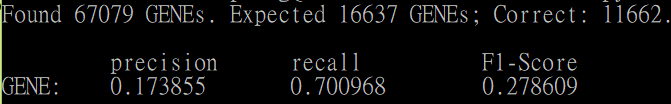 Found 67079 GENEs. Expected 16637 GENEs; Correct: 11662.
precision recall F1-Score
GENE: 0.173855 0.700968 0.278609